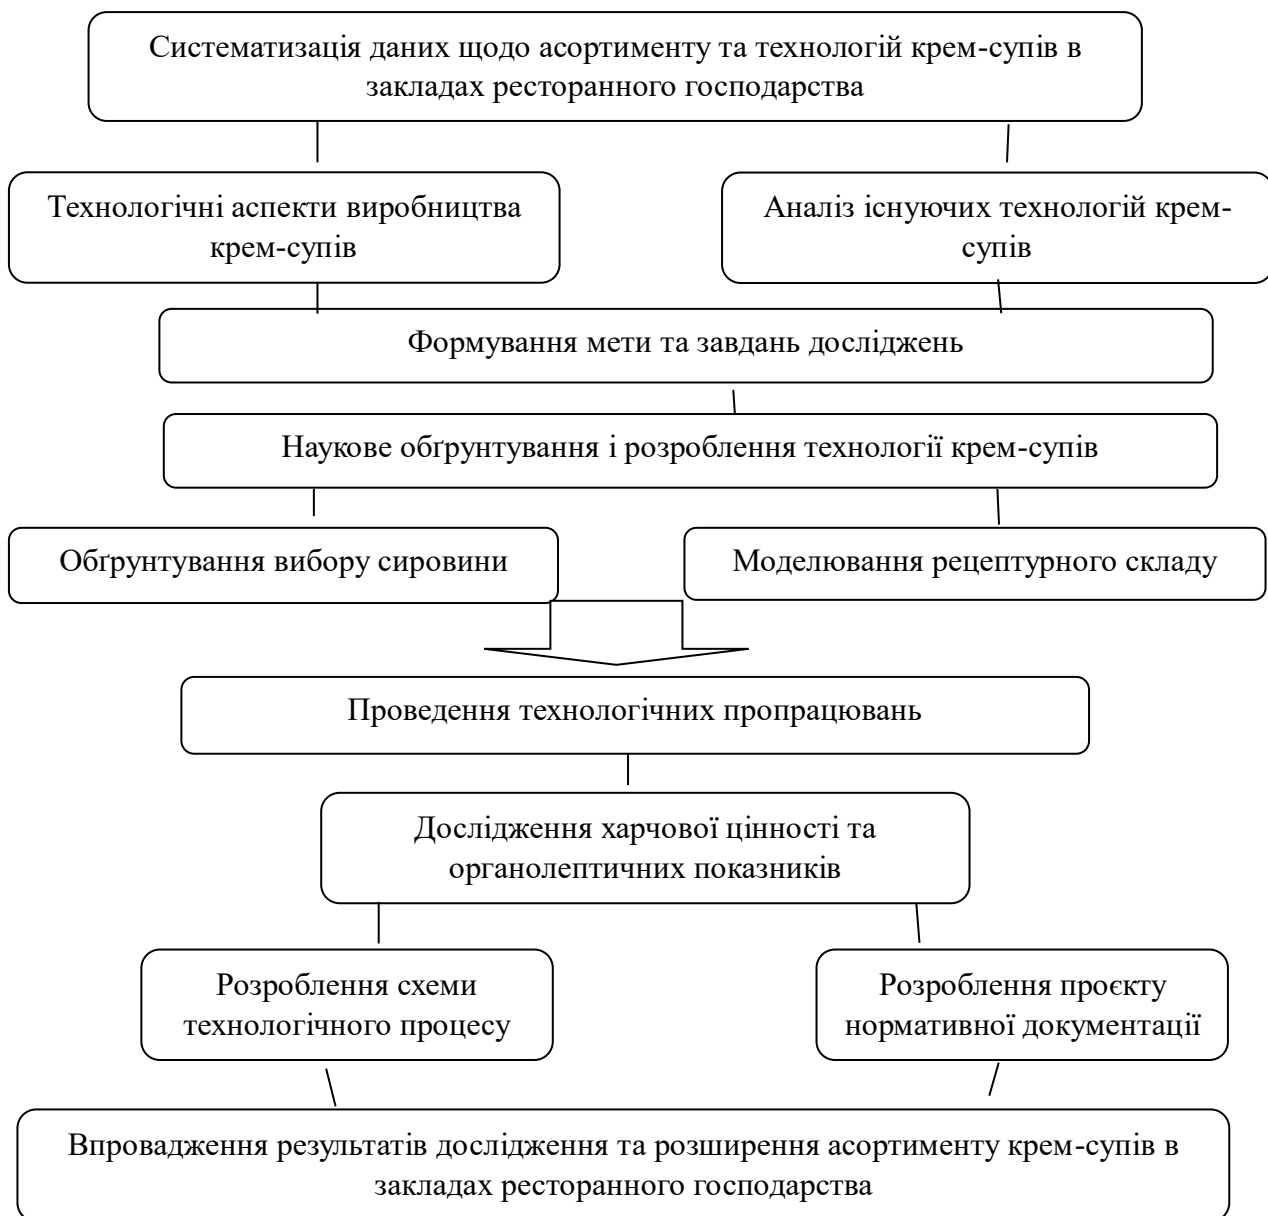 Систематизація даних щодо асортименту та технологій крем-супів в
закладах ресторанного господарства
Технологічні аспекти виробництва
крем-супів
Аналіз існуючих технологій крем-
супів
Формування мети та завдань досліджень
Наукове обґрунтування і розроблення технології крем-супів
Обґрунтування вибору сировини
Моделювання рецептурного складу
Проведення технологічних пропрацювань
Дослідження харчової цінності та
органолептичних показників
Розроблення схеми
технологічного процесу
Розроблення проєкту
нормативної документації
Впровадження результатів дослідження та розширення асортименту крем-супів в
закладах ресторанного господарства